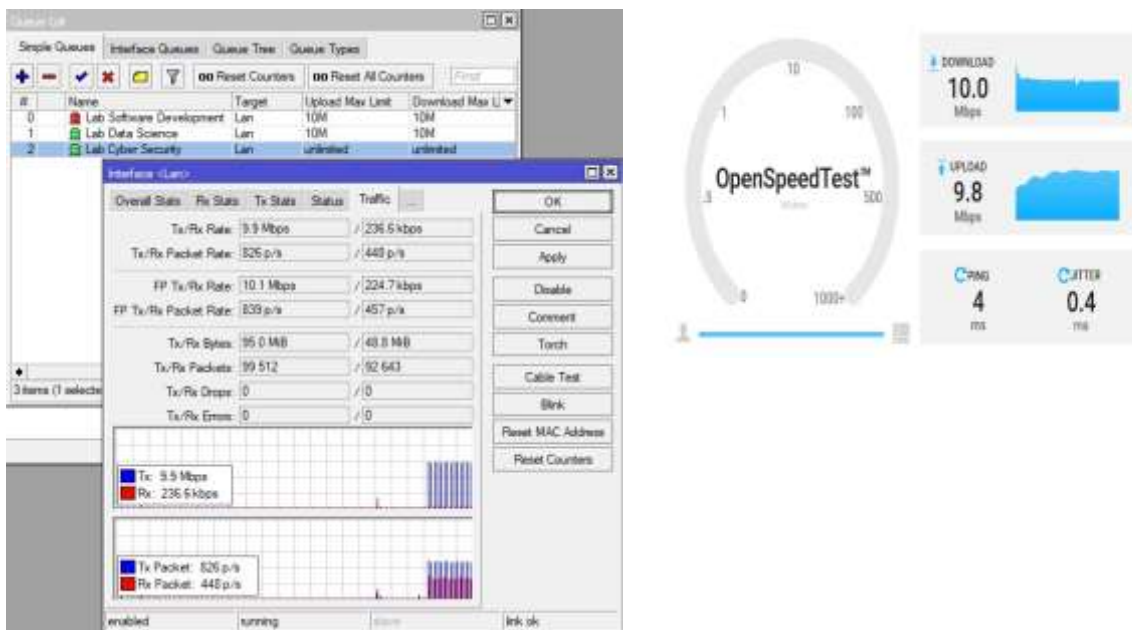 Queue List
Simple Queues Interface Queues Queue Tree Queue Types
00 Reset Counters 00 Reset All Counters Find
# Name Target Upload Max Limit Download Max L
0 Lab Software Development Lan 10M 10M
1 Lab Data Science Lan 10M 10M
2 Lab Cyber Security Lan unlimited unlimited
3 items (1 selected
Interface <Lan>
Overall Stats Rx Stats Tx Stats Status Traffic ...
Tx/Rx Rate: 9.9 Mbps / 236.6 kbps
Tx/Rx Packet Rate: 826 p/s / 448 p/s
FP Tx/Rx Rate: 10.1 Mbps / 224.7 kbps
FP Tx/Rx Packet Rate: 839 p/s / 457 p/s
Tx/Rx Bytes: 95.0 MiB / 48.8 MiB
Tx/Rx Packets: 99 512 / 92 643
Tx/Rx Drops: 0 / 0
Tx/Rx Errors: 0 / 0
Tx: 9.9 Mbps
Rx: 236.6 kbps
Tx Packet: 826 p/s
Rx Packet: 448 p/s
enabled running slave link ok
OK
Cancel
Apply
Disable
Comment
Torch
Cable Test
Blink
Reset MAC Address
Reset Counters
10
1 100
OpenSpeedTest™
.5 500
0 1000+
DOWNLOAD
10.0
Mbps
UPLOAD
9.8
Mbps
PING JITTER
4 0.4
ms ms